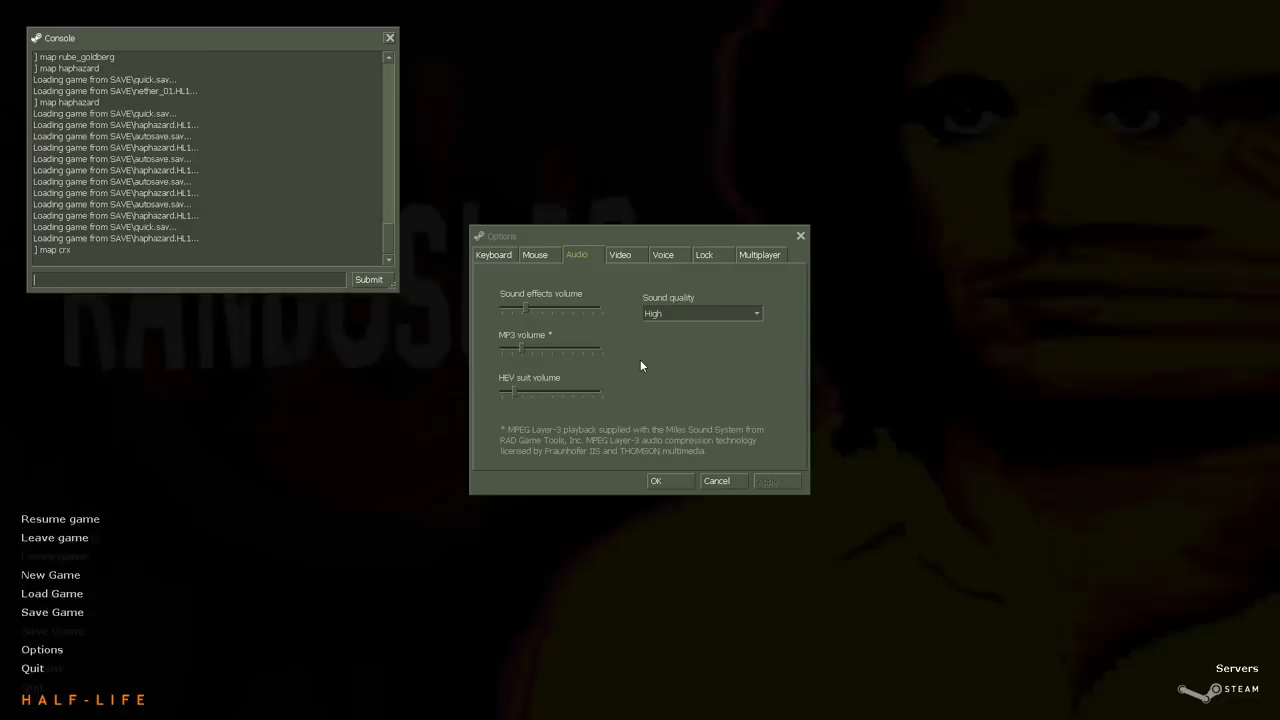 Console
] map rube_goldberg
] map haphazard
Loading game from SAVE\quick.sav...
Loading game from SAVE\nether_01.HL1...
] map haphazard
Loading game from SAVE\quick.sav...
Loading game from SAVE\haphazard.HL1...
Loading game from SAVE\autosave.sav...
Loading game from SAVE\haphazard.HL1...
Loading game from SAVE\autosave.sav...
Loading game from SAVE\haphazard.HL1...
Loading game from SAVE\autosave.sav...
Loading game from SAVE\haphazard.HL1...
Loading game from SAVE\autosave.sav...
Loading game from SAVE\haphazard.HL1...
Loading game from SAVE\quick.sav...
Loading game from SAVE\haphazard.HL1...
] map crx
Submit
Options
Keyboard Mouse Audio Video Voice Lock Multiplayer
Sound effects volume
Sound quality
High
MP3 volume *
HEV suit volume
* MPEG Layer-3 playback supplied with the Miles Sound System from
RAD Game Tools, Inc. MPEG Layer-3 audio compression technology
licensed by Fraunhofer IIS and THOMSON multimedia.
OK Cancel Apply
Resume game
Leave game
New Game
Load Game
Save Game
Options
Quit
HALF-LIFE
Servers
STEAM